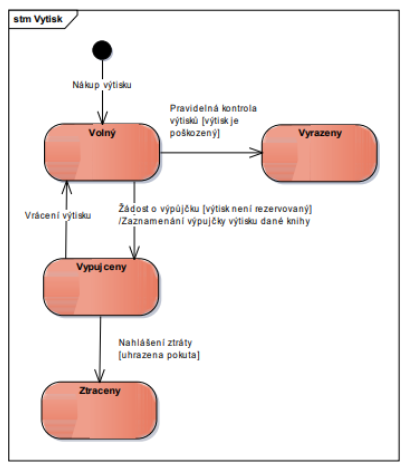 stm Vytisk
Nákup výtisku
Volný
Pravidelná kontrola
výtisků [výtisk je
poškozený]
Vyrazeny
Žádost o výpůjčku [výtisk není rezervovaný]
/Zaznamenání výpujčky výtisku dané knihy
Vrácení výtisku
Vypujceny
Nahlášení ztráty
[uhrazena pokuta]
Ztraceny